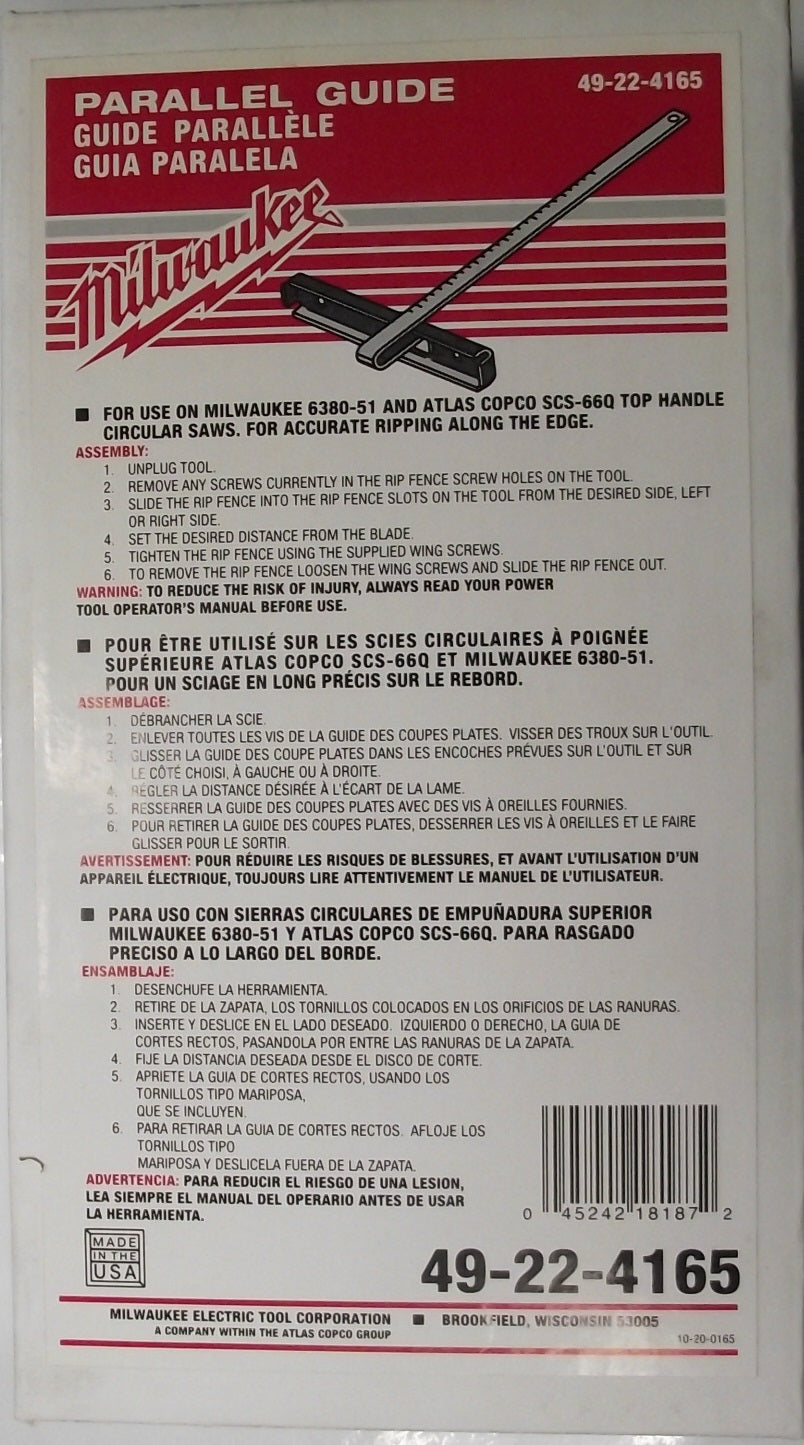 PARALLEL GUIDE
49-22-4165
GUIDE PARALLÈLE
GUIA PARALELA
Milwaukee
■ FOR USE ON MILWAUKEE 6380-51 AND ATLAS COPCO SCS-66Q TOP HANDLE
CIRCULAR SAWS. FOR ACCURATE RIPPING ALONG THE EDGE.
ASSEMBLY:
1. UNPLUG TOOL.
2. REMOVE ANY SCREWS CURRENTLY IN THE RIP FENCE SCREW HOLES ON THE TOOL.
3. SLIDE THE RIP FENCE INTO THE RIP FENCE SLOTS ON THE TOOL FROM THE DESIRED SIDE, LEFT
OR RIGHT SIDE.
4. SET THE DESIRED DISTANCE FROM THE BLADE.
5. TIGHTEN THE RIP FENCE USING THE SUPPLIED WING SCREWS.
6. TO REMOVE THE RIP FENCE LOOSEN THE WING SCREWS AND SLIDE THE RIP FENCE OUT.
WARNING: TO REDUCE THE RISK OF INJURY, ALWAYS READ YOUR POWER
TOOL OPERATOR'S MANUAL BEFORE USE.
■ POUR ÊTRE UTILISÉ SUR LES SCIES CIRCULAIRES À POIGNÉE
SUPÉRIEURE ATLAS COPCO SCS-66Q ET MILWAUKEE 6380-51.
POUR UN SCIAGE EN LONG PRÉCIS SUR LE REBORD.
ASSEMBLAGE:
1. DÉBRANCHER LA SCIE.
2. ENLEVER TOUTES LES VIS DE LA GUIDE DES COUPES PLATES. VISSER DES TROUX SUR L'OUTIL.
3. GLISSER LA GUIDE DES COUPE PLATES DANS LES ENCOCHES PRÉVUES SUR L'OUTIL ET SUR
LE CÔTÉ CHOISI, À GAUCHE OU À DROITE.
4. RÉGLER LA DISTANCE DÉSIRÉE À L'ÉCART DE LA LAME.
5. RESSERRER LA GUIDE DES COUPES PLATES AVEC DES VIS À OREILLES FOURNIES.
6. POUR RETIRER LA GUIDE DES COUPES PLATES, DESSERRER LES VIS À OREILLES ET LE FAIRE
GLISSER POUR LE SORTIR.
AVERTISSEMENT: POUR RÉDUIRE LES RISQUES DE BLESSURES, ET AVANT L'UTILISATION D'UN
APPAREIL ÉLECTRIQUE, TOUJOURS LIRE ATTENTIVEMENT LE MANUEL DE L'UTILISATEUR.
■ PARA USO CON SIERRAS CIRCULARES DE EMPUÑADURA SUPERIOR
MILWAUKEE 6380-51 Y ATLAS COPCO SCS-66Q. PARA RASGADO
PRECISO A LO LARGO DEL BORDE.
ENSAMBLAJE:
1. DESENCHUFE LA HERRAMIENTA.
2. RETIRE DE LA ZAPATA, LOS TORNILLOS COLOCADOS EN LOS ORIFICIOS DE LAS RANURAS.
3. INSERTE Y DESLICE EN EL LADO DESEADO. IZQUIERDO O DERECHO, LA GUIA DE
CORTES RECTOS, PASANDOLA POR ENTRE LAS RANURAS DE LA ZAPATA.
4. FIJE LA DISTANCIA DESEADA DESDE EL DISCO DE CORTE.
5. APRIETE LA GUIA DE CORTES RECTOS, USANDO LOS
TORNILLOS TIPO MARIPOSA,
QUE SE INCLUYEN.
6. PARA RETIRAR LA GUIA DE CORTES RECTOS. AFLOJE LOS
TORNILLOS TIPO
MARIPOSA Y DESLICELA FUERA DE LA ZAPATA.
ADVERTENCIA: PARA REDUCIR EL RIESGO DE UNA LESION,
LEA SIEMPRE EL MANUAL DEL OPERARIO ANTES DE USAR
LA HERRAMIENTA.
0 45242 18187 2
MADE
IN THE
USA
49-22-4165
MILWAUKEE ELECTRIC TOOL CORPORATION ■ BROOKFIELD, WISCONSIN 53005
A COMPANY WITHIN THE ATLAS COPCO GROUP
10-20-0165